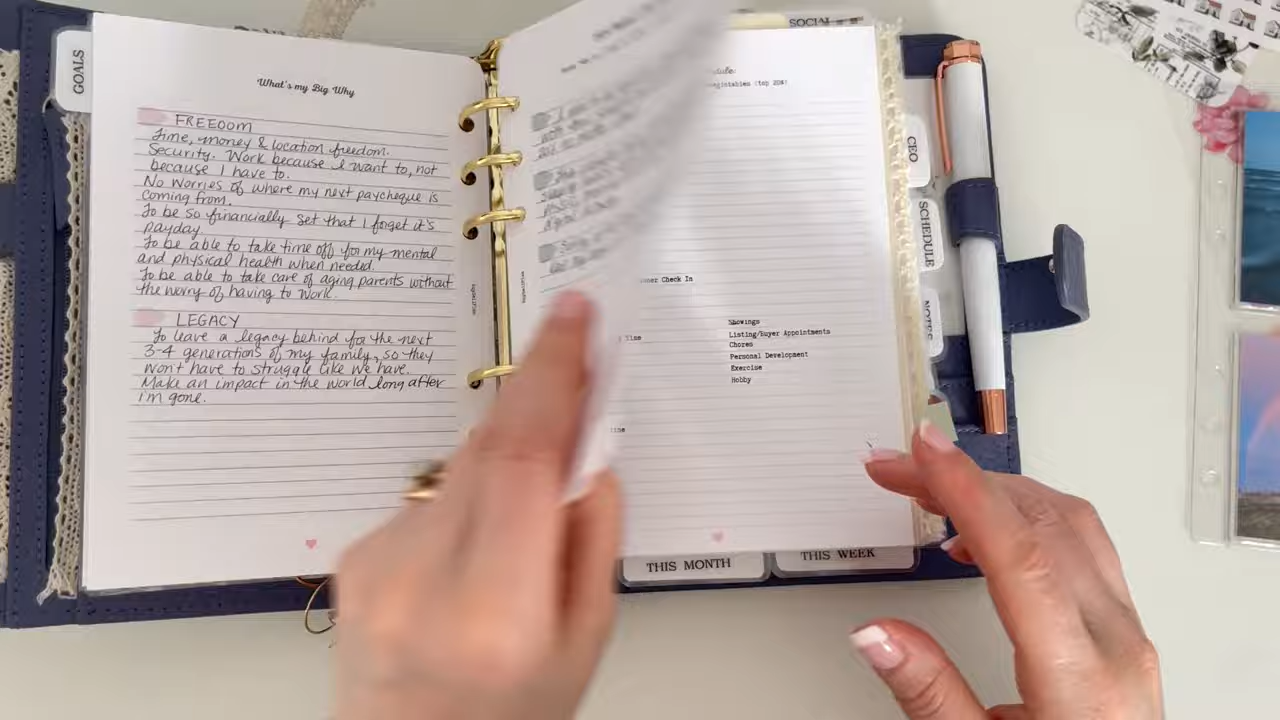 GOALS
What's my Big Why
FREEDOM
Time, money & location freedom.
Security. Work because I want to, not
because I have to.
No worries of where my next paycheque is
coming from.
To be so financially set that I forget it's
payday
To be able to take time off for my mental
and physical health when needed.
To be able to take care of aging parents without
the worry of having to work.
LEGACY
To leave a legacy behind for the next
3-4 generations of my family, so they
won't have to struggle like we have.
Make an impact in the world long after
i'm gone.
SOCIAL
(top 20%)
Check In
Showings
Listing/Buyer Appointments
Chores
Personal Development
Exercise
Hobby
CEO
SCHEDULE
NOTES
THIS MONTH
THIS WEEK